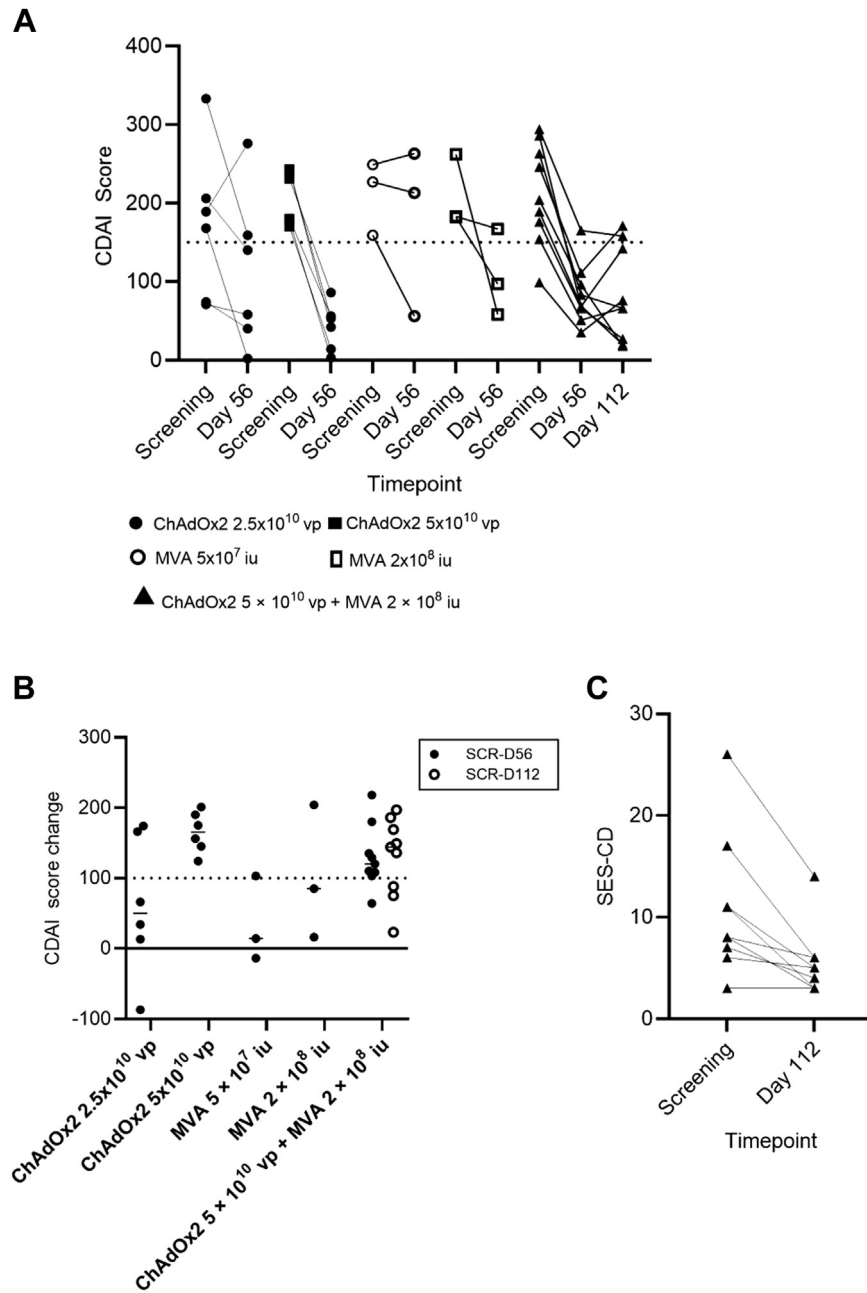 A
400
300
200
100
0
CDAI Score
Screening
Day 56
Screening
Day 56
Screening
Day 56
Screening
Day 56
Screening
Day 56
Day 112
Timepoint
ChAdOx2 2.5x10¹⁰ vp
ChAdOx2 5x10¹⁰ vp
MVA 5x10⁷ iu
MVA 2x10⁸ iu
ChAdOx2 5 × 10¹⁰ vp + MVA 2 × 10⁸ iu
B
300
200
100
0
-100
CDAI score change
SCR-D56
SCR-D112
ChAdOx2 2.5x10¹⁰ vp
ChAdOx2 5x10¹⁰ vp
MVA 5 × 10⁷ iu
MVA 2 × 10⁸ iu
ChAdOx2 5 × 10¹⁰ vp + MVA 2 × 10⁸ iu
C
30
20
10
0
SES-CD
Screening
Day 112
Timepoint